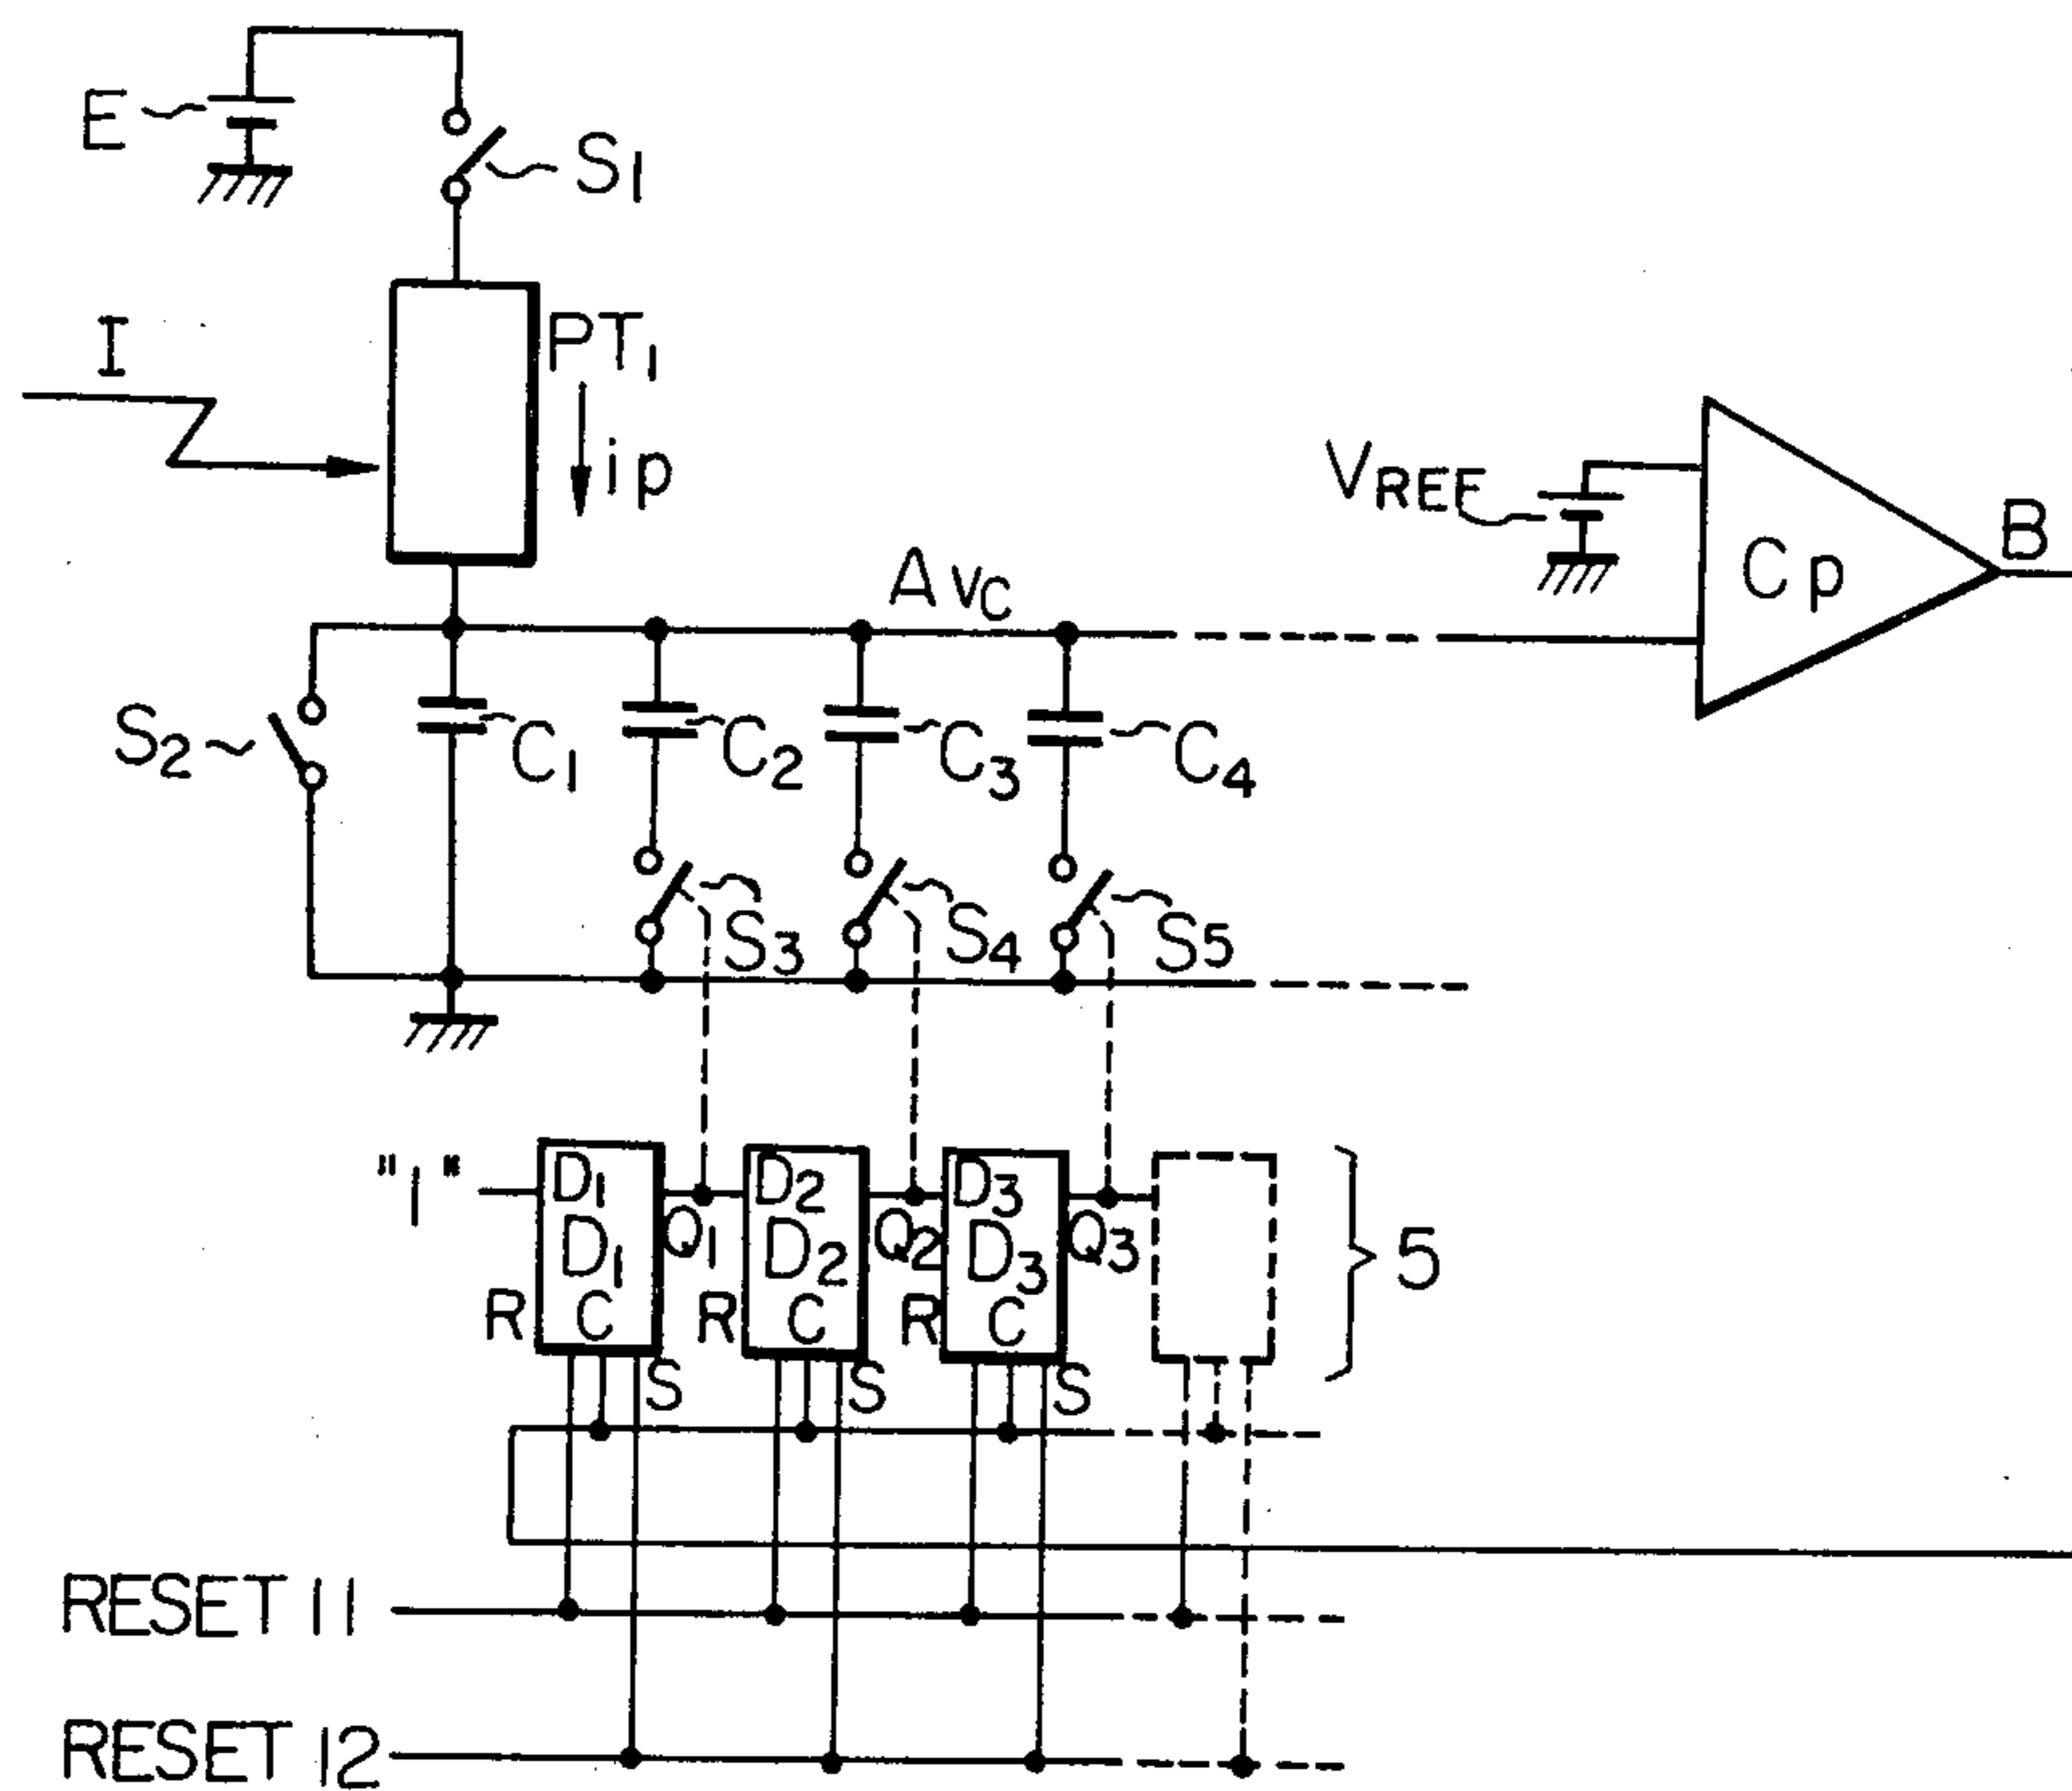 E
S1
I
PT1
ip
VREF
Cp
B
A vC
S2
C1
C2
C3
C4
S3
S4
S5
"1"
D1
D2
D3
Q1
Q2
Q3
D1
D2
D3
5
R
C
R
C
R
C
S
S
S
RESET 11
RESET 12